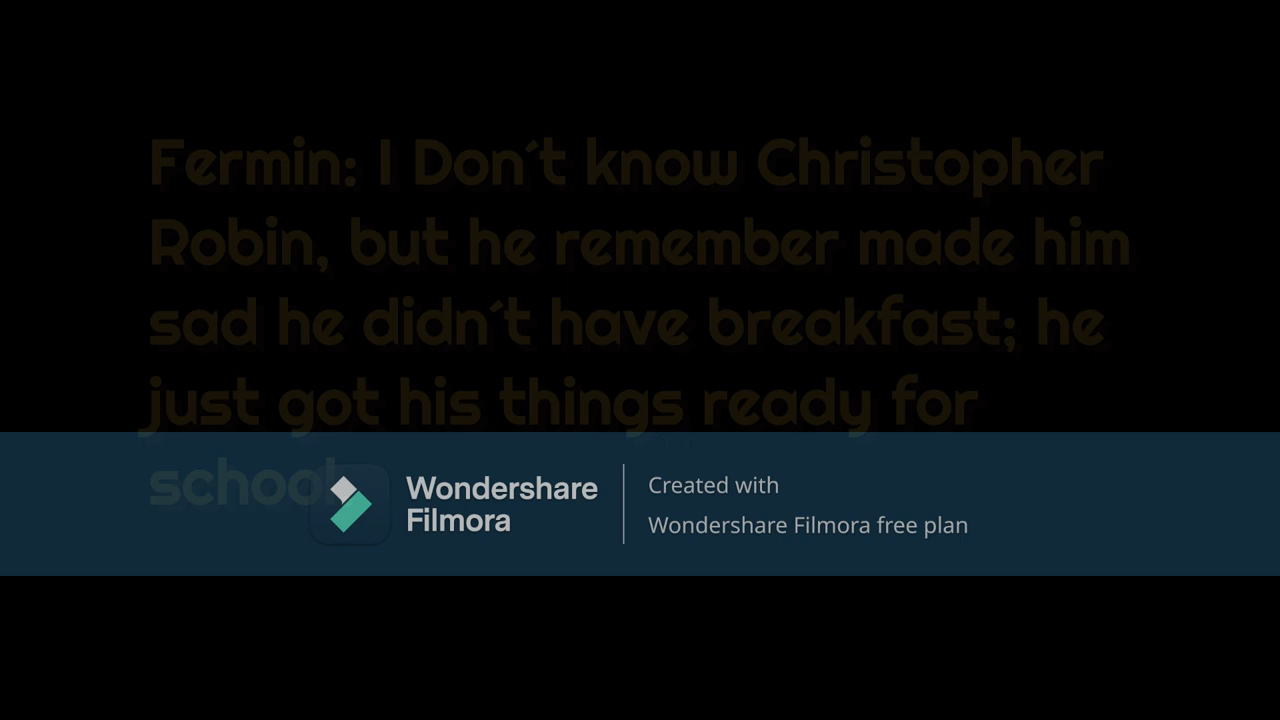 Fermin: I Don´t know Christopher
Robin, but he remember made him
sad he didn´t have breakfast; he
just got his things ready for
school
Wondershare
Filmora
Created with
Wondershare Filmora free plan